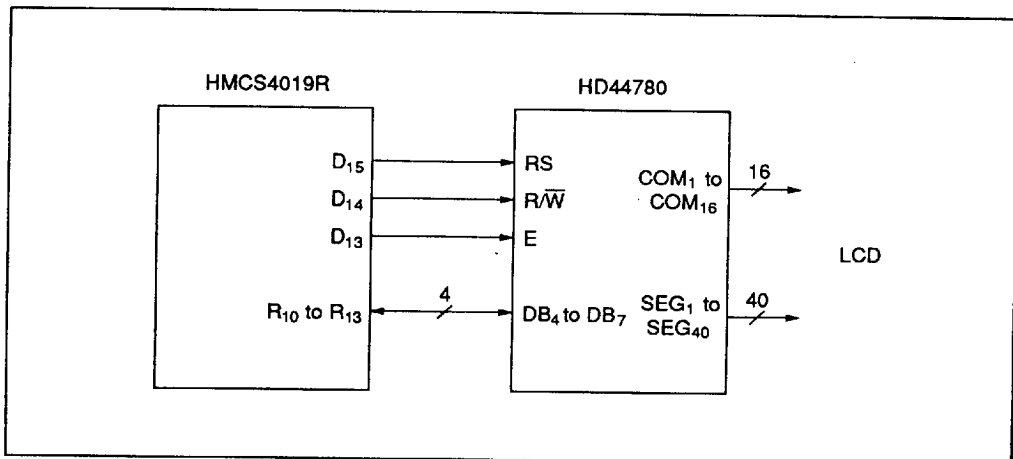 HMCS4019R
HD44780
D₁₅
RS
COM₁ to
COM₁₆
16
D₁₄
R/W̅
D₁₃
E
LCD
R₁₀ to R₁₃
4
DB₄ to DB₇
SEG₁ to
SEG₄₀
40